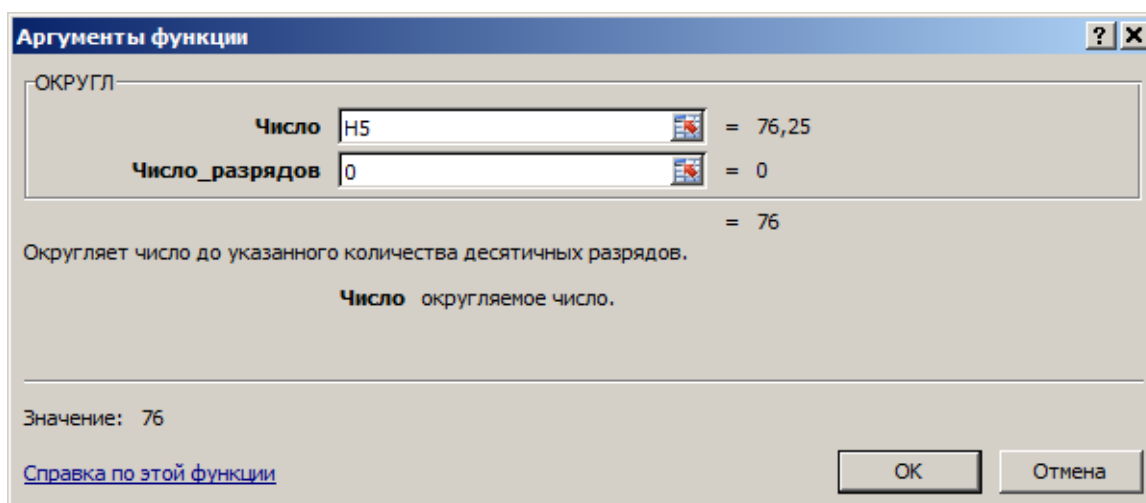 Аргументы функции
ОКРУГЛ
Число H5 = 76,25
Число_разрядов 0 = 0
= 76
Округляет число до указанного количества десятичных разрядов.
Число округляемое число.
Значение: 76
Справка по этой функции OK Отмена